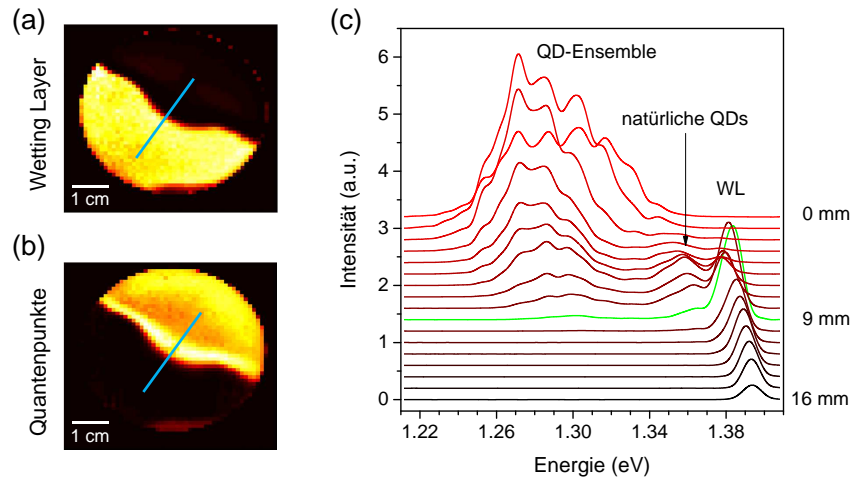 (a)
Wetting Layer
1 cm
(b)
Quantenpunkte
1 cm
(c)
QD-Ensemble
natürliche QDs
WL
0 mm
9 mm
16 mm
Intensität (a.u.)
6
5
4
3
2
1
0
1.22 1.26 1.30 1.34 1.38
Energie (eV)